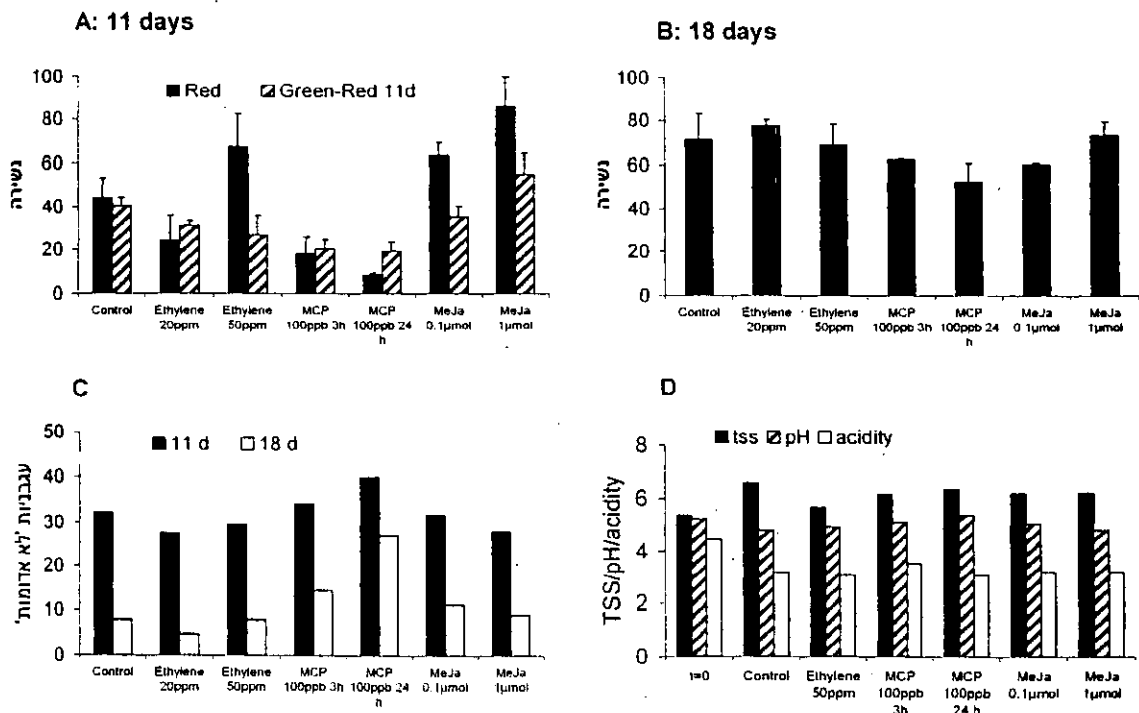 A: 11 days
100
80
60
40
20
0
נשירה
Red
Green-Red 11d
Control
Ethylene 20ppm
Ethylene 50ppm
MCP 100ppb 3h
MCP 100ppb 24 h
MeJa 0.1µmol
MeJa 1µmol
B: 18 days
100
80
60
40
20
0
נשירה
Control
Ethylene 20ppm
Ethylene 50ppm
MCP 100ppb 3h
MCP 100ppb 24 h
MeJa 0.1µmol
MeJa 1µmol
C
50
40
30
20
10
0
עגבניות 'לא אדומות'
11 d
18 d
Control
Ethylene 20ppm
Ethylene 50ppm
MCP 100ppb 3h
MCP 100ppb 24 h
MeJa 0.1µmol
MeJa 1µmol
D
8
6
4
2
0
TSS/pH/acidity
tss
pH
acidity
t=0
Control
Ethylene 50ppm
MCP 100ppb 3h
MCP 100ppb 24 h
MeJa 0.1µmol
MeJa 1µmol